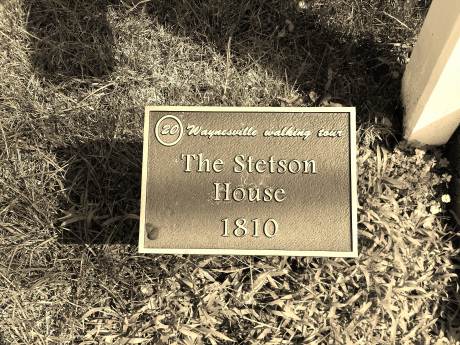 20 Waynesville walking tour
The Stetson
House
1810